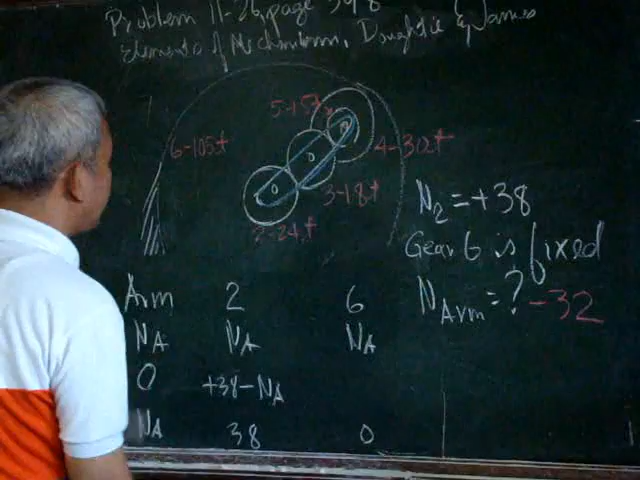 Problem 11-26, page 398
Elements of Mechanism, Doughtie & James
5-15t
6-105t
4-30t
3-18t
2-24t
N2 = +38
Gear 6 is fixed
NArm = ? -32
Arm 2 6
NA NA NA
0 +38-NA
NA 38 0